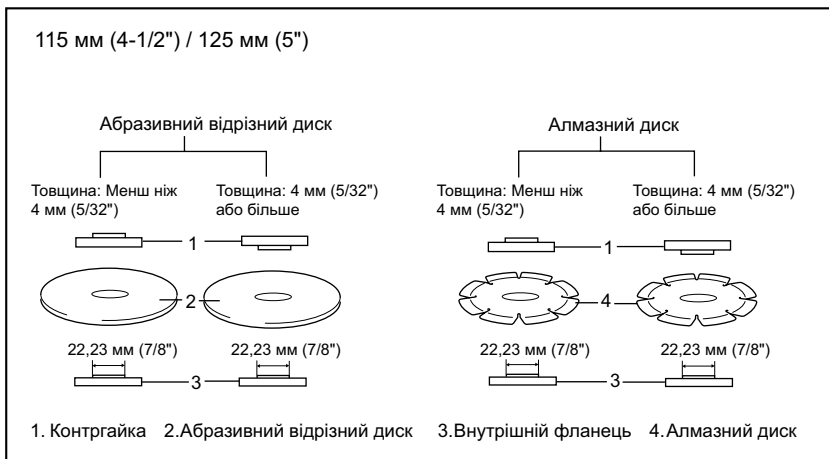 115 мм (4-1/2") / 125 мм (5")
Абразивний відрізний диск
Алмазний диск
Товщина: Менш ніж
4 мм (5/32")
Товщина: 4 мм (5/32")
або більше
Товщина: Менш ніж
4 мм (5/32")
Товщина: 4 мм (5/32")
або більше
1
1
2
4
22,23 мм (7/8")
22,23 мм (7/8")
22,23 мм (7/8")
22,23 мм (7/8")
3
3
1. Контргайка 2.Абразивний відрізний диск 3.Внутрішній фланець 4.Алмазний диск